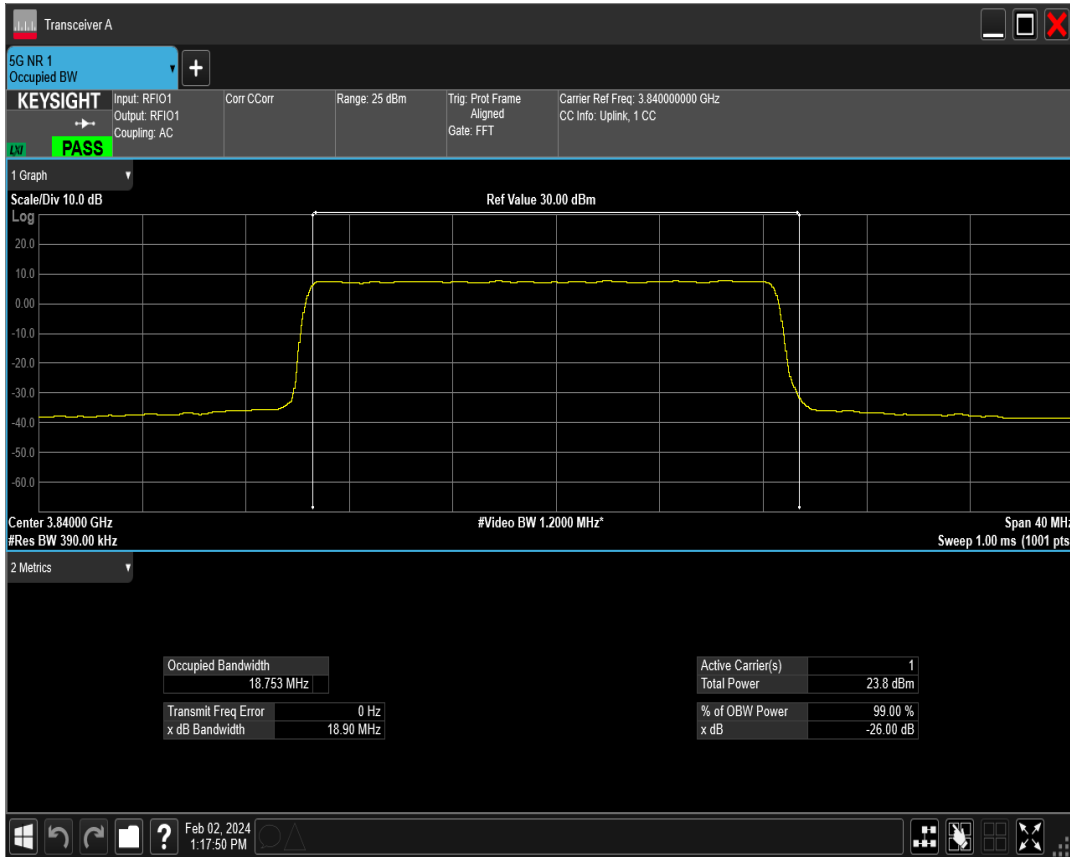 Transceiver A
5G NR 1
Occupied BW
KEYSIGHT
LXI
PASS
Input: RFIO1
Output: RFIO1
Coupling: AC
Corr CCorr
Range: 25 dBm
Trig: Prot Frame
Aligned
Gate: FFT
Carrier Ref Freq: 3.840000000 GHz
CC Info: Uplink, 1 CC
1 Graph
Scale/Div 10.0 dB
Ref Value 30.00 dBm
Log
20.0
10.0
0.00
-10.0
-20.0
-30.0
-40.0
-50.0
-60.0
Center 3.84000 GHz
#Video BW 1.2000 MHz*
Span 40 MHz
#Res BW 390.00 kHz
Sweep 1.00 ms (1001 pts
2 Metrics
Occupied Bandwidth
18.753 MHz
Transmit Freq Error 0 Hz
x dB Bandwidth 18.90 MHz
Active Carrier(s) 1
Total Power 23.8 dBm
% of OBW Power 99.00 %
x dB -26.00 dB
?
Feb 02, 2024
1:17:50 PM